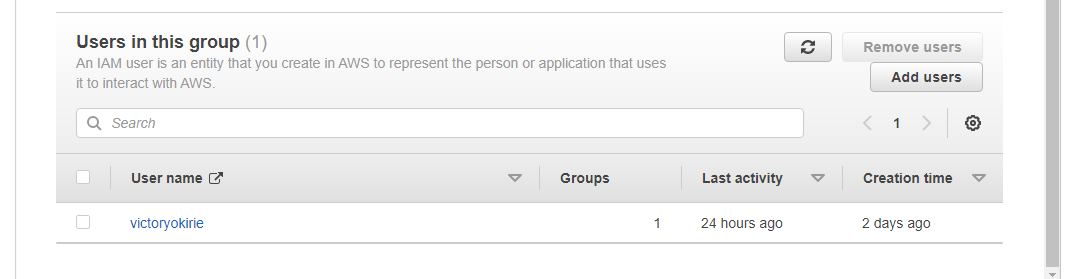 Users in this group (1)
An IAM user is an entity that you create in AWS to represent the person or application that uses
it to interact with AWS.
Remove users
Add users
Search
1
User name Groups Last activity Creation time
victoryokirie 1 24 hours ago 2 days ago